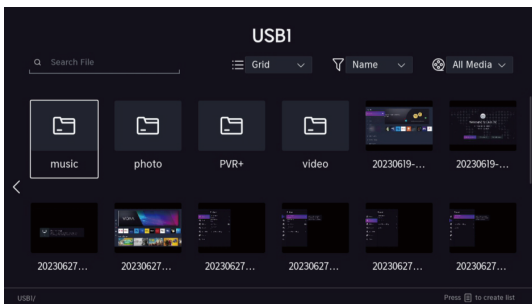 USB1
Search File
Grid
Name
All Media
music
photo
PVR+
video
20230619-...
20230619-...
20230627...
20230627...
20230627...
20230627...
20230627...
20230627...
USB1/
Press to create list